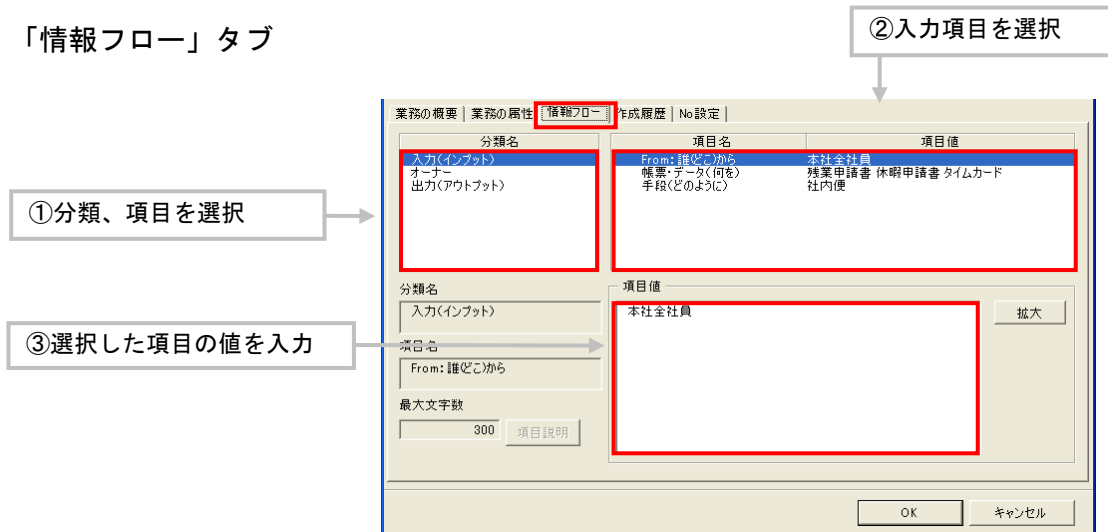 「情報フロー」タブ
②入力項目を選択
業務の概要 業務の属性 情報フロー 作成履歴 No設定
分類名 項目名 項目値
入力(インプット) From:誰(どこ)から 本社全社員
オーナー 帳票・データ(何を) 残業申請書 休暇申請書 タイムカード
出力(アウトプット) 手段(どのように) 社内便
①分類、項目を選択
分類名 項目値
入力(インプット) 本社全社員 拡大
③選択した項目の値を入力
項目名
From:誰(どこ)から
最大文字数
300 項目説明
OK キャンセル